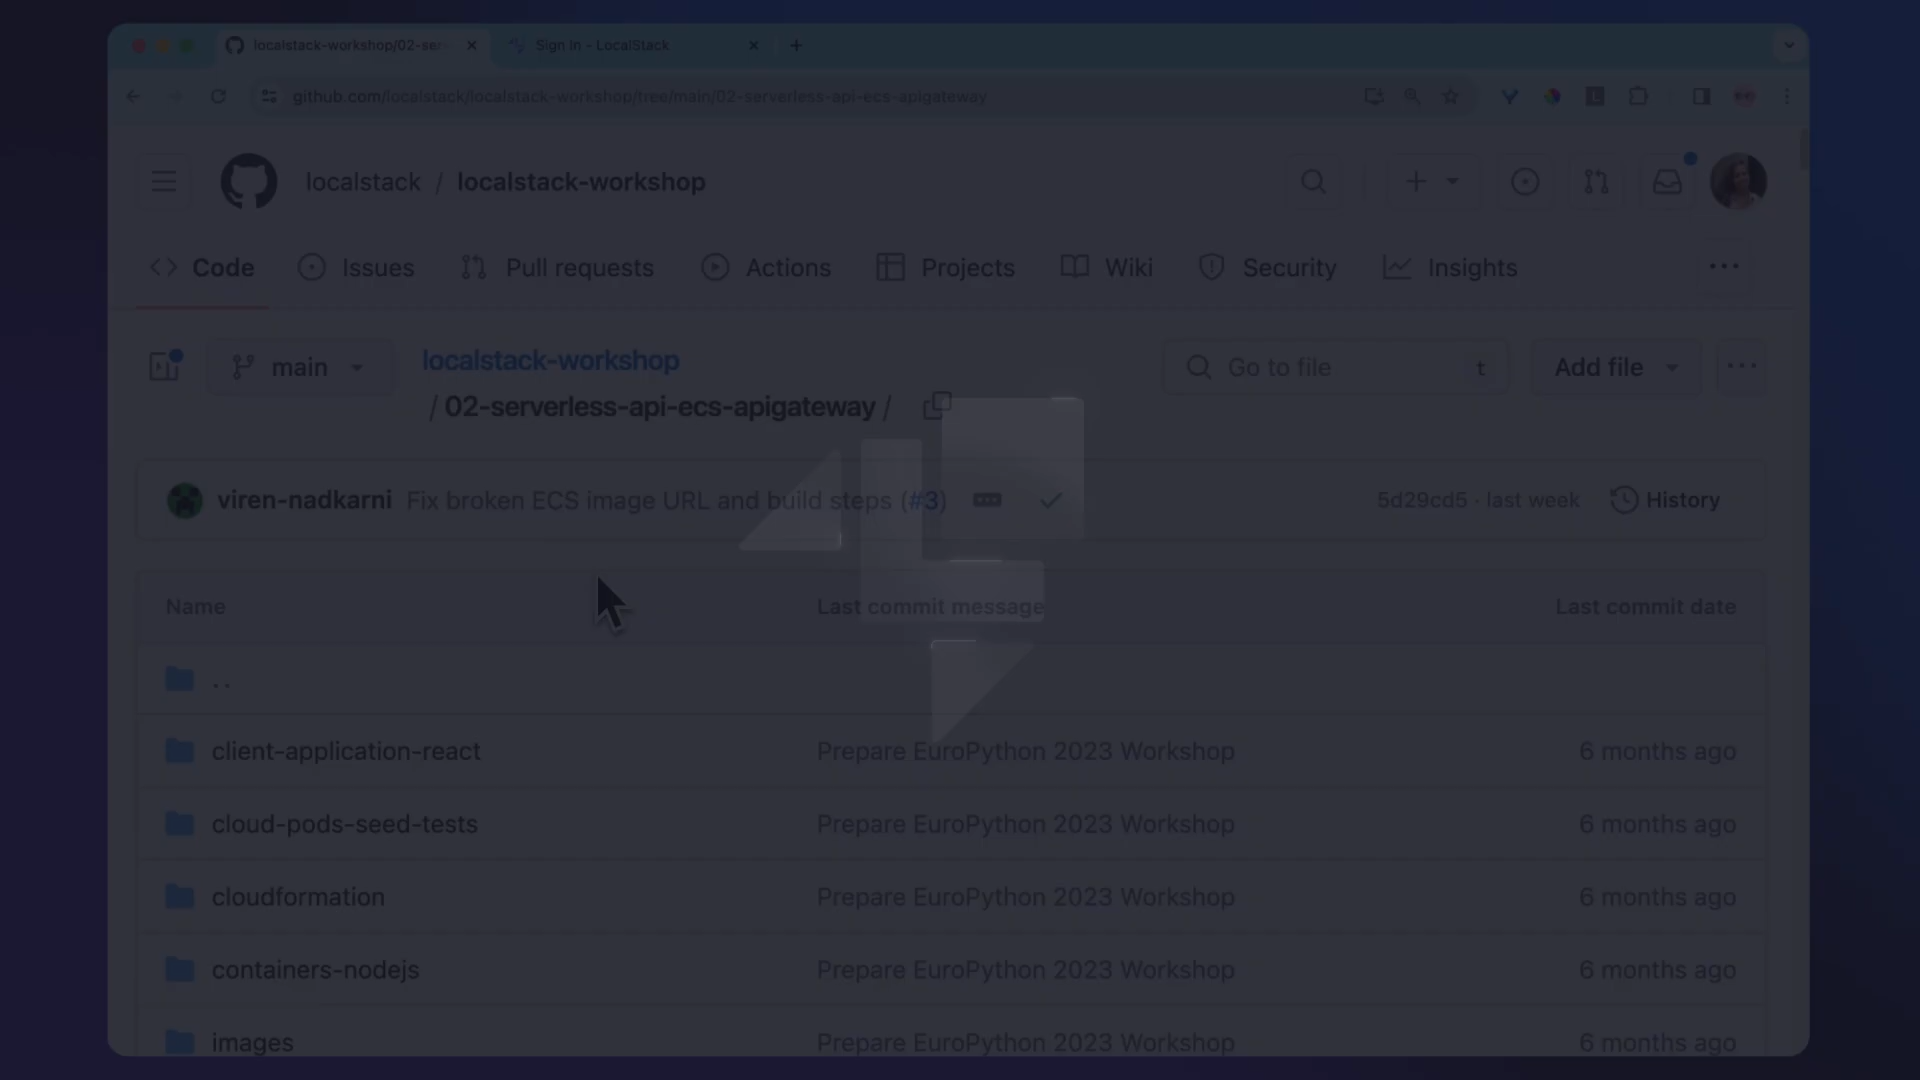 localstack-workshop/02-ser
Sign in - LocalStack
github.com/localstack/localstack-workshop/tree/main/02-serverless-api-ecs-apigateway
localstack / localstack-workshop
Code Issues Pull requests Actions Projects Wiki Security Insights
main
localstack-workshop
/ 02-serverless-api-ecs-apigateway /
Go to file t
Add file
viren-nadkarni Fix broken ECS image URL and build steps (#3) 5d29cd5 · last week History
Name Last commit message Last commit date
..
client-application-react Prepare EuroPython 2023 Workshop 6 months ago
cloud-pods-seed-tests Prepare EuroPython 2023 Workshop 6 months ago
cloudformation Prepare EuroPython 2023 Workshop 6 months ago
containers-nodejs Prepare EuroPython 2023 Workshop 6 months ago
images Prepare EuroPython 2023 Workshop 6 months ago